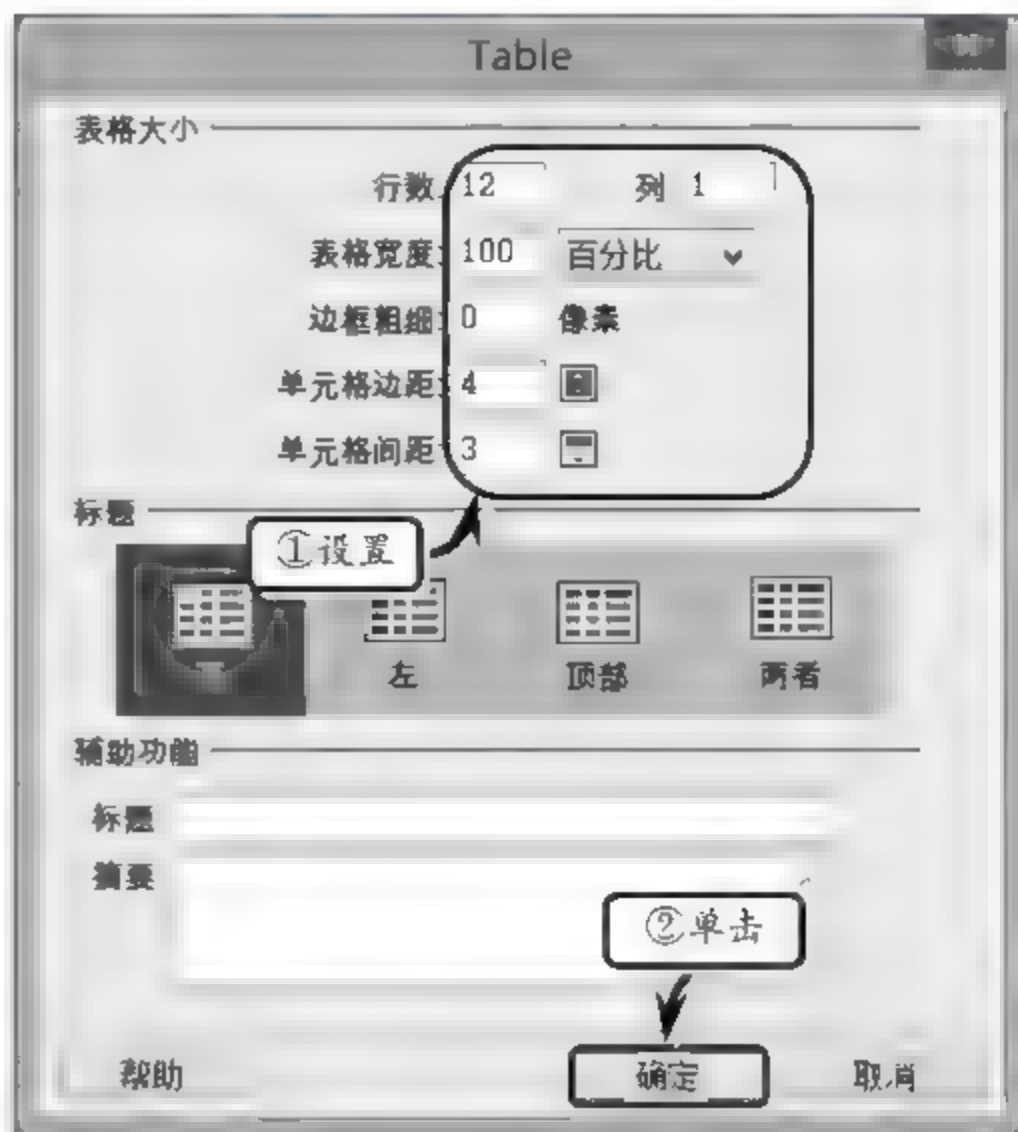 Table
表格大小
行数: 12 列 1
表格宽度: 100 百分比
边框粗细: 0 像素
单元格边距: 4
单元格间距: 3
标题
①设置
左 顶部 两者
辅助功能
标题
摘要
②单击
帮助 确定 取消